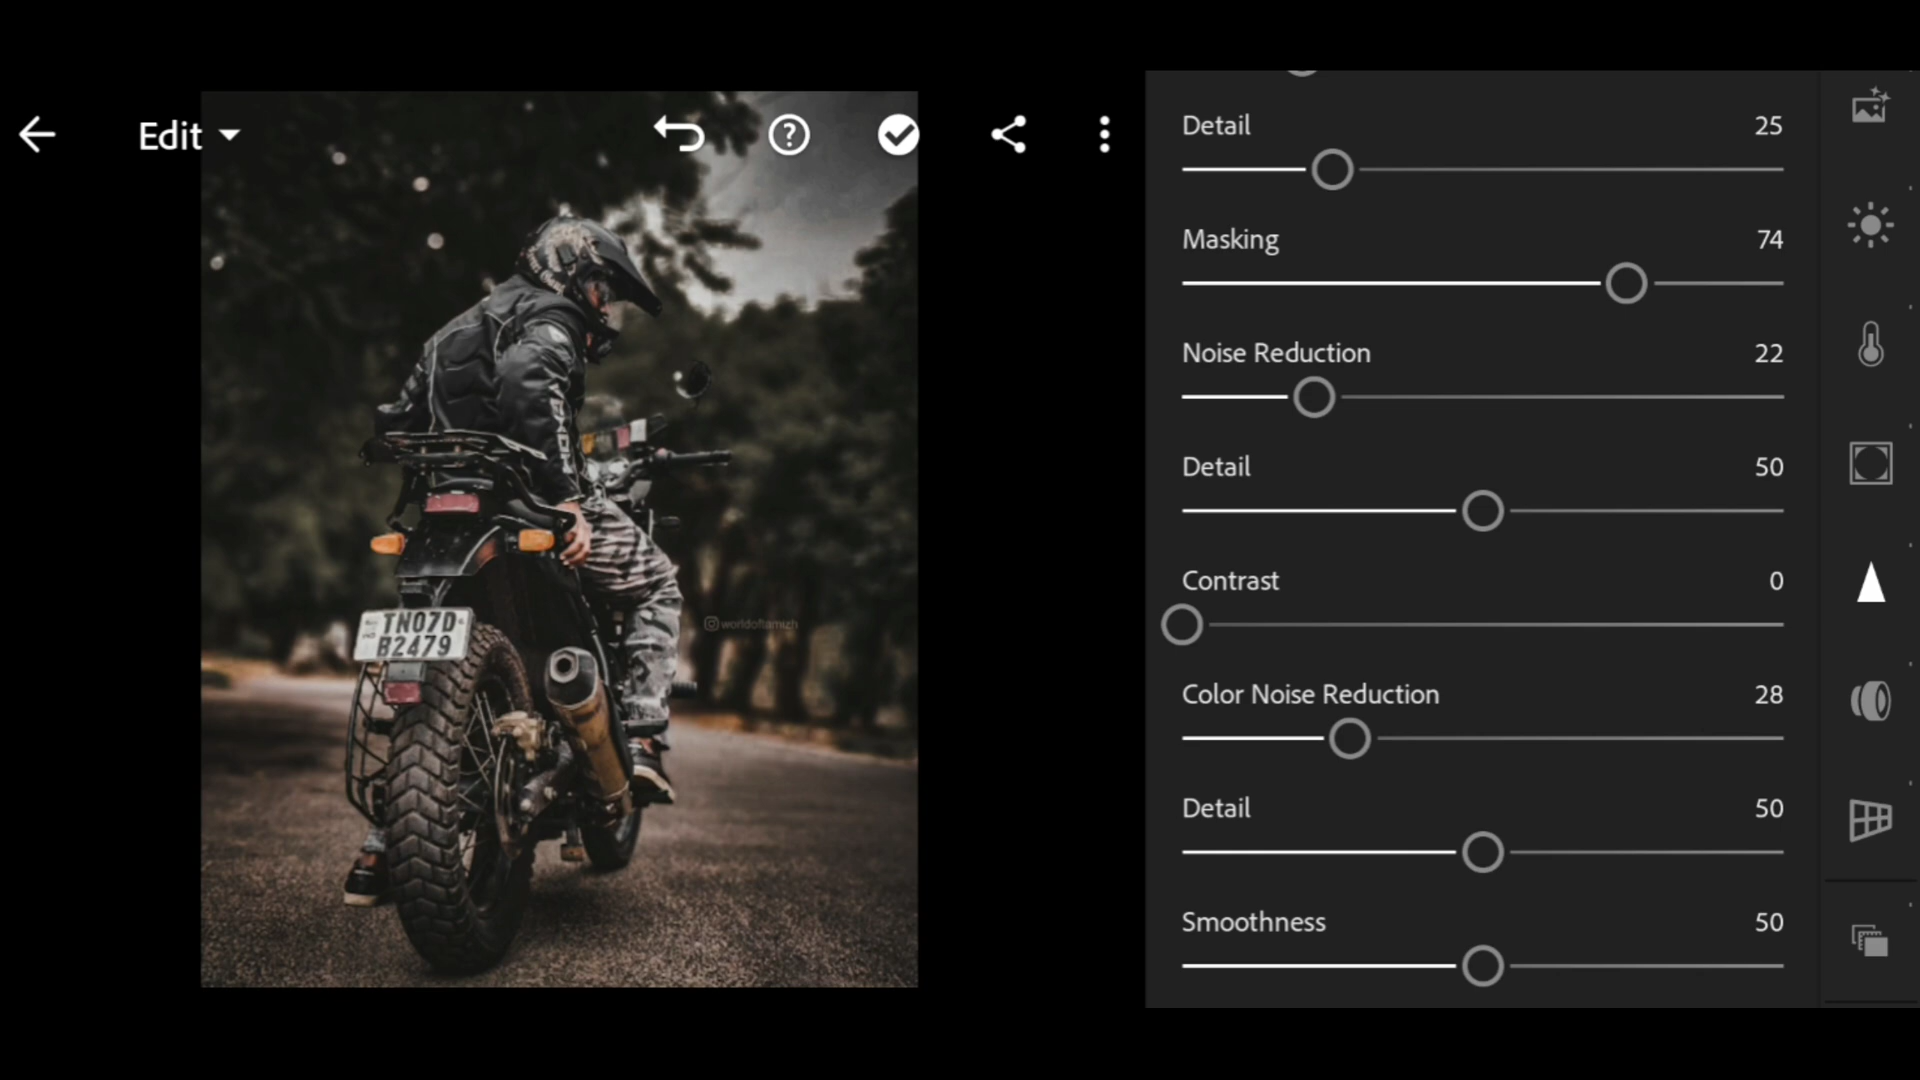 Edit
TN07D
B2479
worldoflamizh
Detail 25
Masking 74
Noise Reduction 22
Detail 50
Contrast 0
Color Noise Reduction 28
Detail 50
Smoothness 50